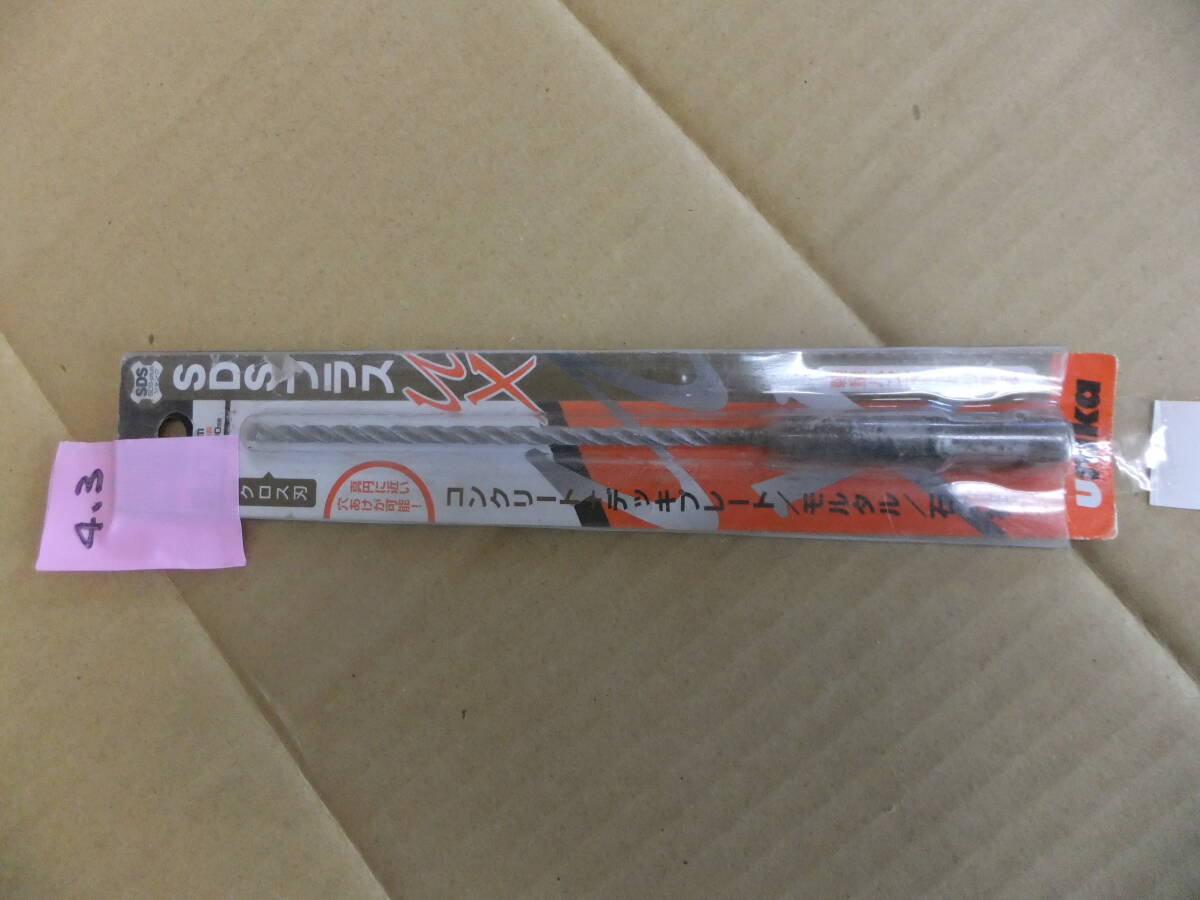 SDS
SDSプラス
X
クロス刃
真円に近い
穴あけが可能!
コンクリート+デッキプレート/モルタル/石
4.3